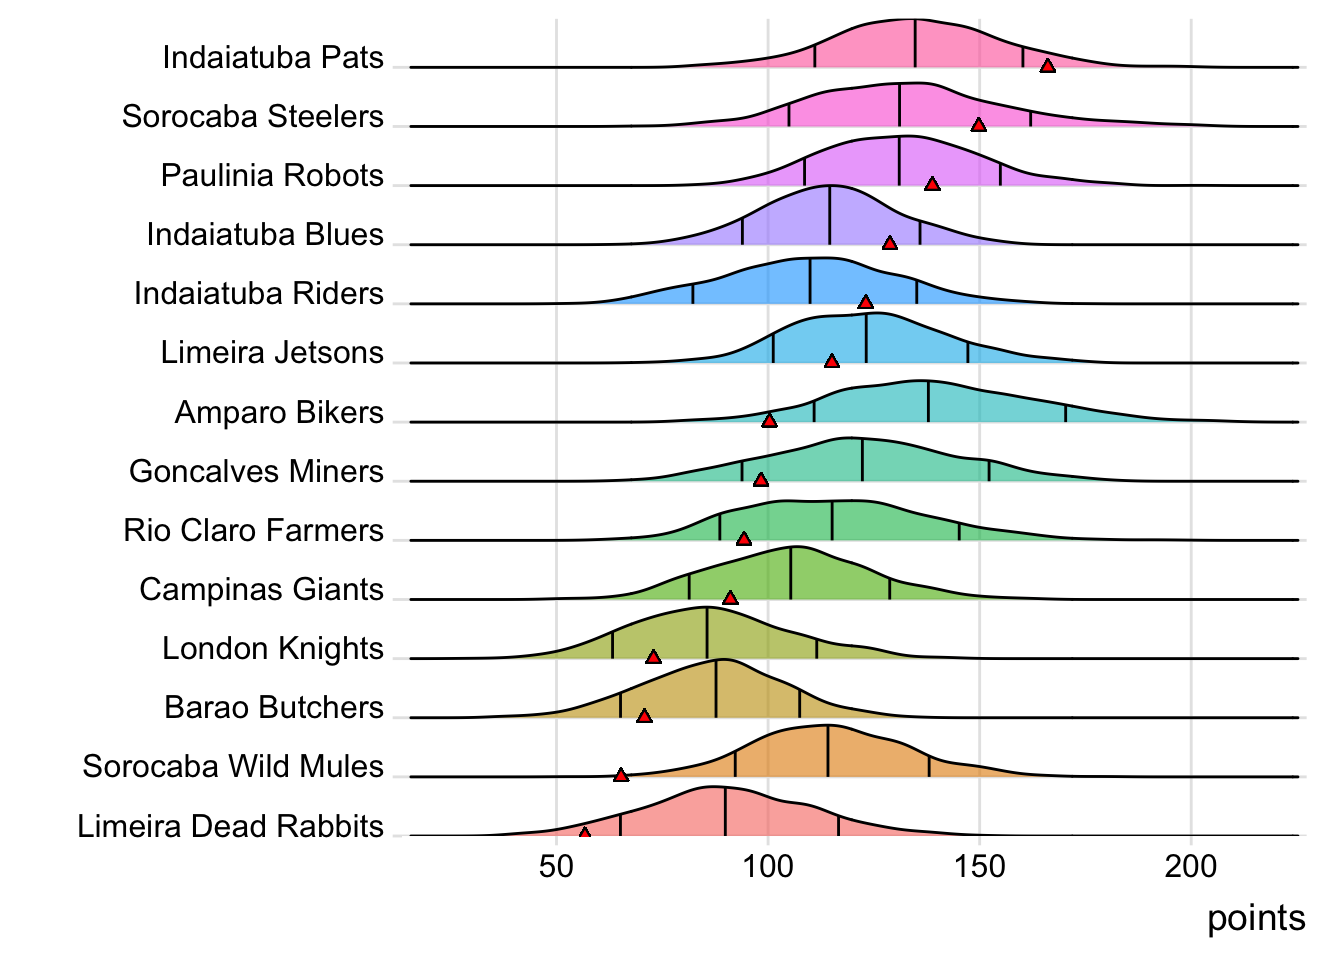 Indaiatuba Pats
Sorocaba Steelers
Paulinia Robots
Indaiatuba Blues
Indaiatuba Riders
Limeira Jetsons
Amparo Bikers
Goncalves Miners
Rio Claro Farmers
Campinas Giants
London Knights
Barao Butchers
Sorocaba Wild Mules
Limeira Dead Rabbits
50 100 150 200
points